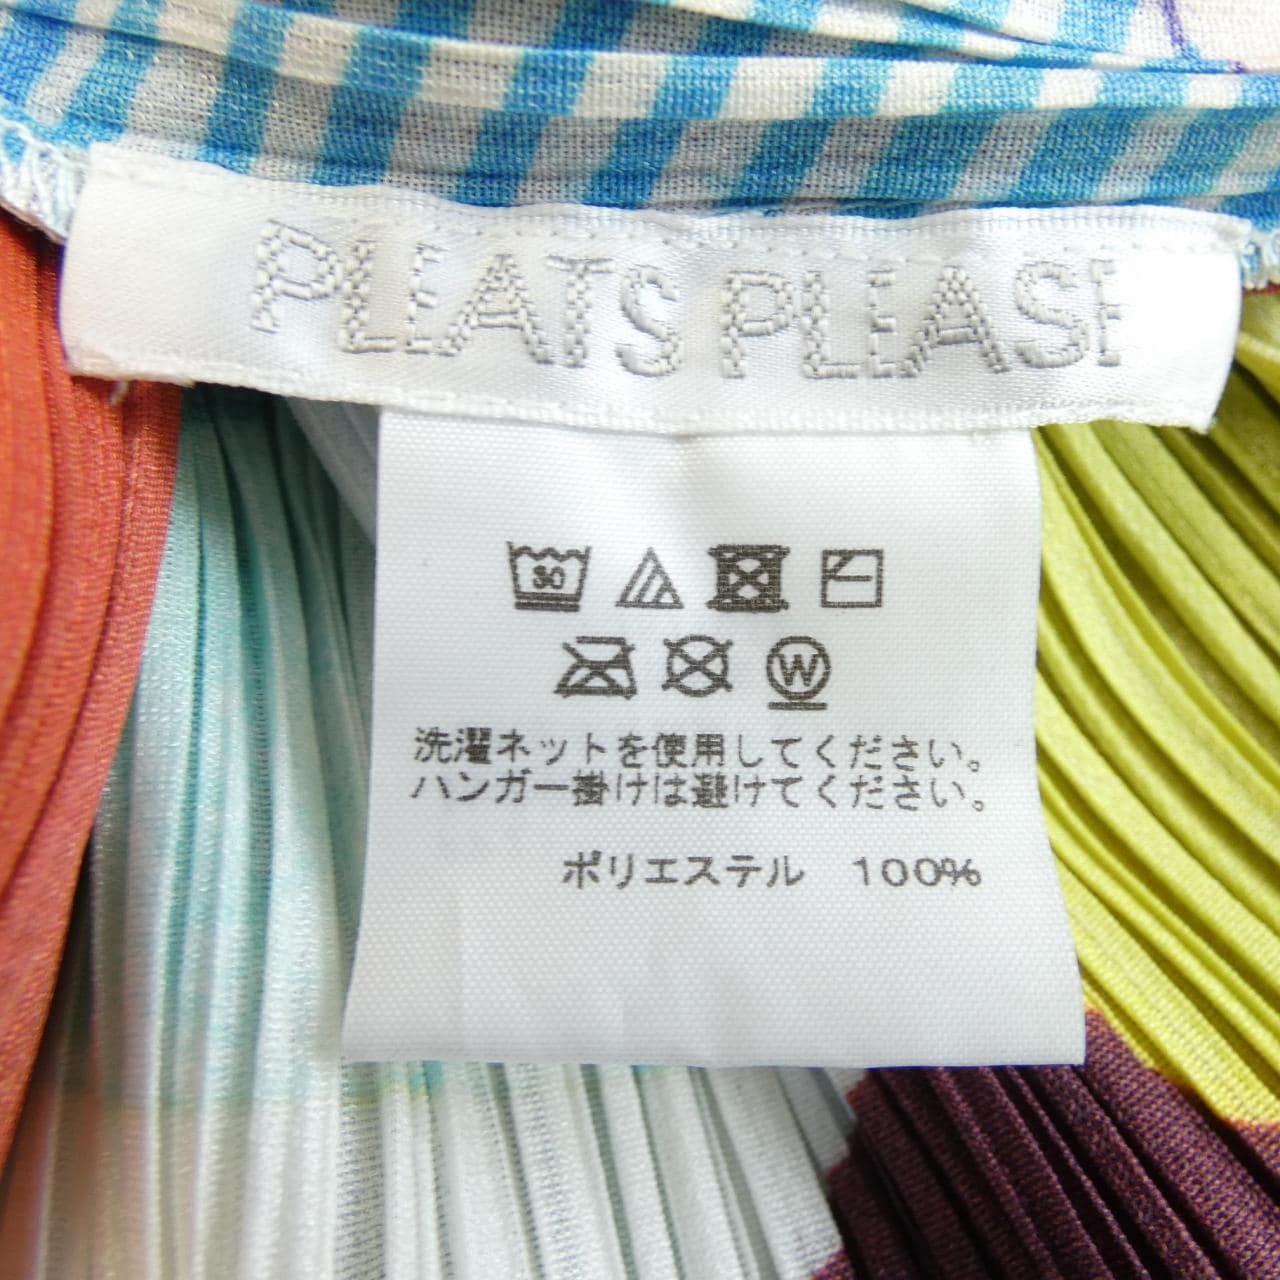 PLEATS PLEASE
30
W
洗濯ネットを使用してください。
ハンガー掛けは避けてください。
ポリエステル　100%